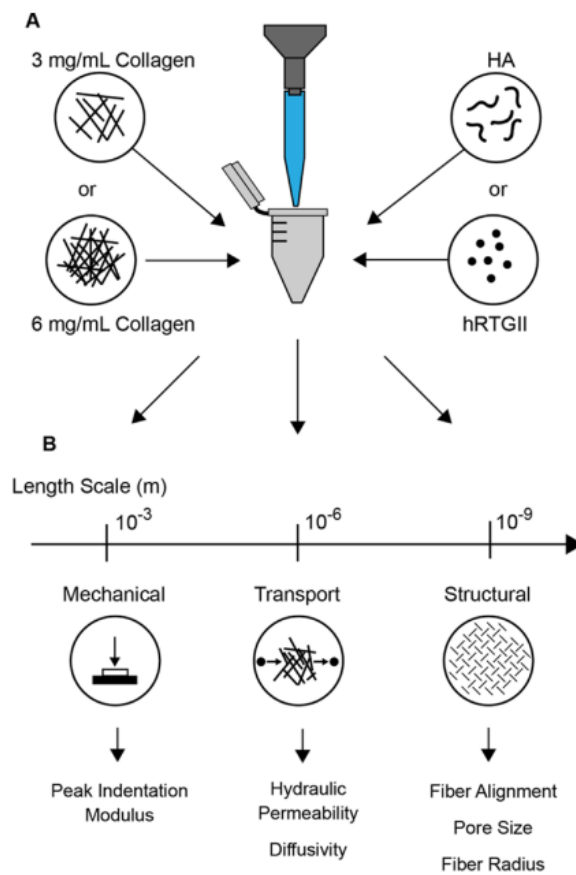 A
3 mg/mL Collagen
HA
or
or
6 mg/mL Collagen
hRTGII
B
Length Scale (m)
10⁻³
10⁻⁶
10⁻⁹
Mechanical
Transport
Structural
Peak Indentation
Modulus
Hydraulic
Permeability
Diffusivity
Fiber Alignment
Pore Size
Fiber Radius